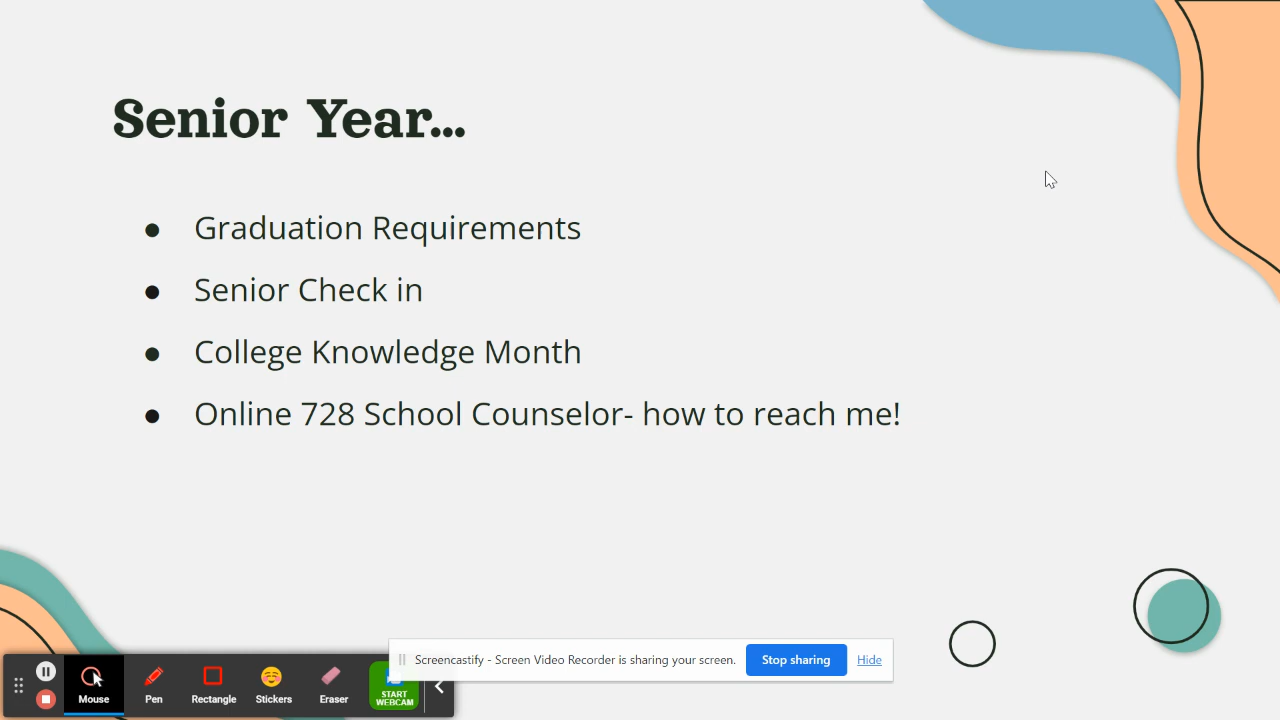 Senior Year...
● Graduation Requirements
● Senior Check in
● College Knowledge Month
● Online 728 School Counselor- how to reach me!
Screencastify - Screen Video Recorder is sharing your screen.
Stop sharing
Hide
Mouse
Pen
Rectangle
Stickers
Eraser
START
WEBCAM